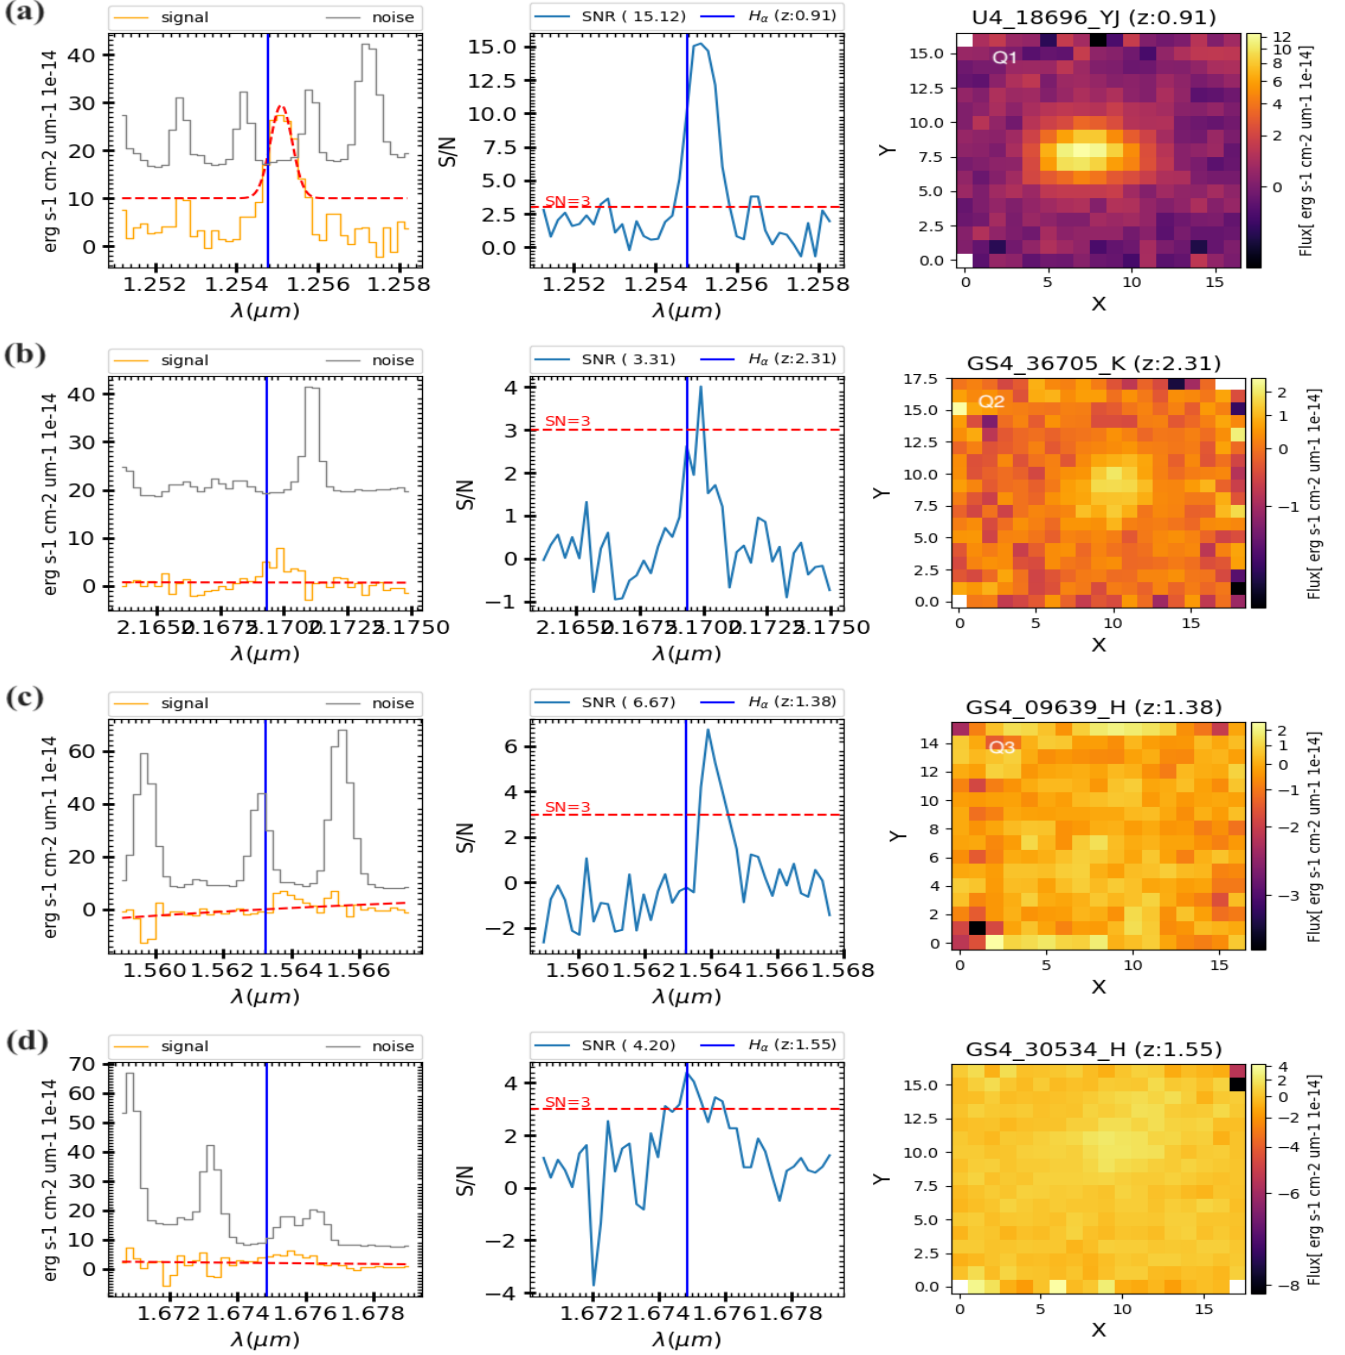 (a)
signal noise
erg s-1 cm-2 um-1 1e-14
40
30
20
10
0
1.252 1.254 1.256 1.258
λ(μm)
SNR ( 15.12) Hα (z:0.91)
S/N
15.0
12.5
10.0
7.5
5.0
2.5
0.0
SN=3
1.252 1.254 1.256 1.258
λ(μm)
U4_18696_YJ (z:0.91)
Q1
Y
15.0
12.5
10.0
7.5
5.0
2.5
0.0
0 5 10 15
X
12
10
8
6
4
2
0
Flux[ erg s-1 cm-2 um-1 1e-14]
(b)
signal noise
erg s-1 cm-2 um-1 1e-14
40
30
20
10
0
2.1650 2.1675 2.1700 2.1725 2.1750
λ(μm)
SNR ( 3.31) Hα (z:2.31)
S/N
4
3
2
1
0
−1
SN=3
2.1650 2.1675 2.1700 2.1725 2.1750
λ(μm)
GS4_36705_K (z:2.31)
Q2
Y
17.5
15.0
12.5
10.0
7.5
5.0
2.5
0.0
0 5 10 15
X
2
1
0
−1
Flux[ erg s-1 cm-2 um-1 1e-14]
(c)
signal noise
erg s-1 cm-2 um-1 1e-14
60
40
20
0
1.560 1.562 1.564 1.566
λ(μm)
SNR ( 6.67) Hα (z:1.38)
S/N
6
4
2
0
−2
SN=3
1.560 1.562 1.564 1.566 1.568
λ(μm)
GS4_09639_H (z:1.38)
Q3
Y
14
12
10
8
6
4
2
0
0 5 10 15
X
2
1
0
−1
−2
−3
Flux[ erg s-1 cm-2 um-1 1e-14]
(d)
signal noise
erg s-1 cm-2 um-1 1e-14
70
60
50
40
30
20
10
0
1.672 1.674 1.676 1.678
λ(μm)
SNR ( 4.20) Hα (z:1.55)
S/N
4
2
0
−2
−4
SN=3
1.672 1.674 1.676 1.678
λ(μm)
GS4_30534_H (z:1.55)
Y
15.0
12.5
10.0
7.5
5.0
2.5
0.0
0 5 10 15
X
4
2
0
−2
−4
−6
−8
Flux[ erg s-1 cm-2 um-1 1e-14]